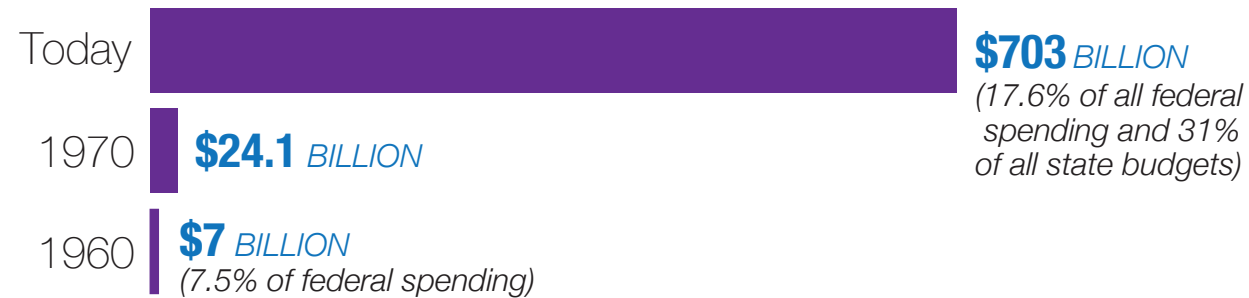 Today
$703 BILLION
(17.6% of all federal
spending and 31%
of all state budgets)
1970
$24.1 BILLION
1960
$7 BILLION
(7.5% of federal spending)